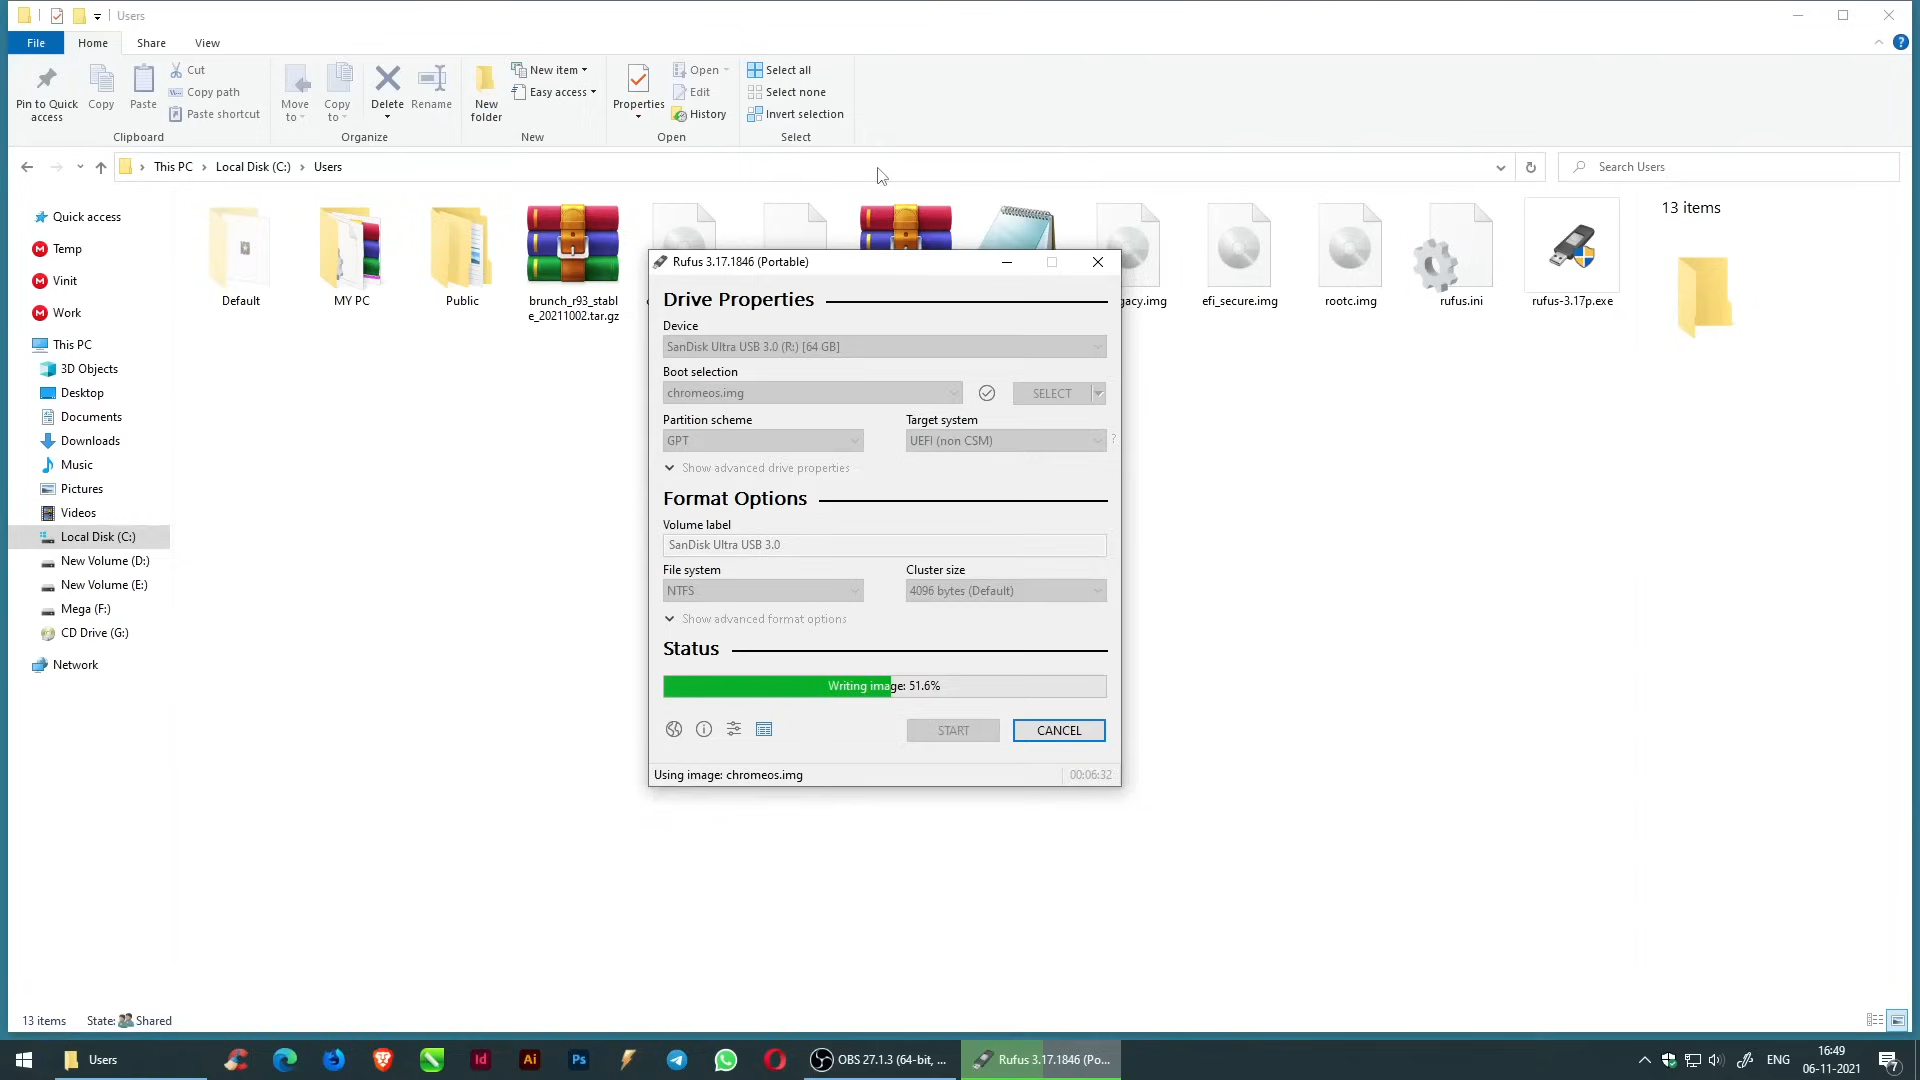 Users
File
Home
Share
View
Pin to Quick
access
Copy
Paste
Cut
Copy path
Paste shortcut
Clipboard
Move
to
Copy
to
Delete
Rename
Organize
New
folder
New item
Easy access
New
Properties
Open
Edit
History
Open
Select all
Select none
Invert selection
Select
This PC
Local Disk (C:)
Users
Search Users
Quick access
Temp
Vinit
Work
This PC
3D Objects
Desktop
Documents
Downloads
Music
Pictures
Videos
Local Disk (C:)
New Volume (D:)
New Volume (E:)
Mega (F:)
CD Drive (G:)
Network
Default
MY PC
Public
brunch_r93_stabl
e_20211002.tar.gz
gacy.img
efi_secure.img
rootc.img
rufus.ini
rufus-3.17p.exe
13 items
Rufus 3.17.1846 (Portable)
Drive Properties
Device
SanDisk Ultra USB 3.0 (R:) [64 GB]
Boot selection
chromeos.img
SELECT
Partition scheme
Target system
GPT
UEFI (non CSM)
?
Show advanced drive properties
Format Options
Volume label
SanDisk Ultra USB 3.0
File system
Cluster size
NTFS
4096 bytes (Default)
Show advanced format options
Status
Writing image: 51.6%
START
CANCEL
Using image: chromeos.img
00:06:32
13 items
State:
Shared
Users
Id
Ai
Ps
OBS 27.1.3 (64-bit, ...
Rufus 3.17.1846 (Po...
ENG
16:49
06-11-2021
7